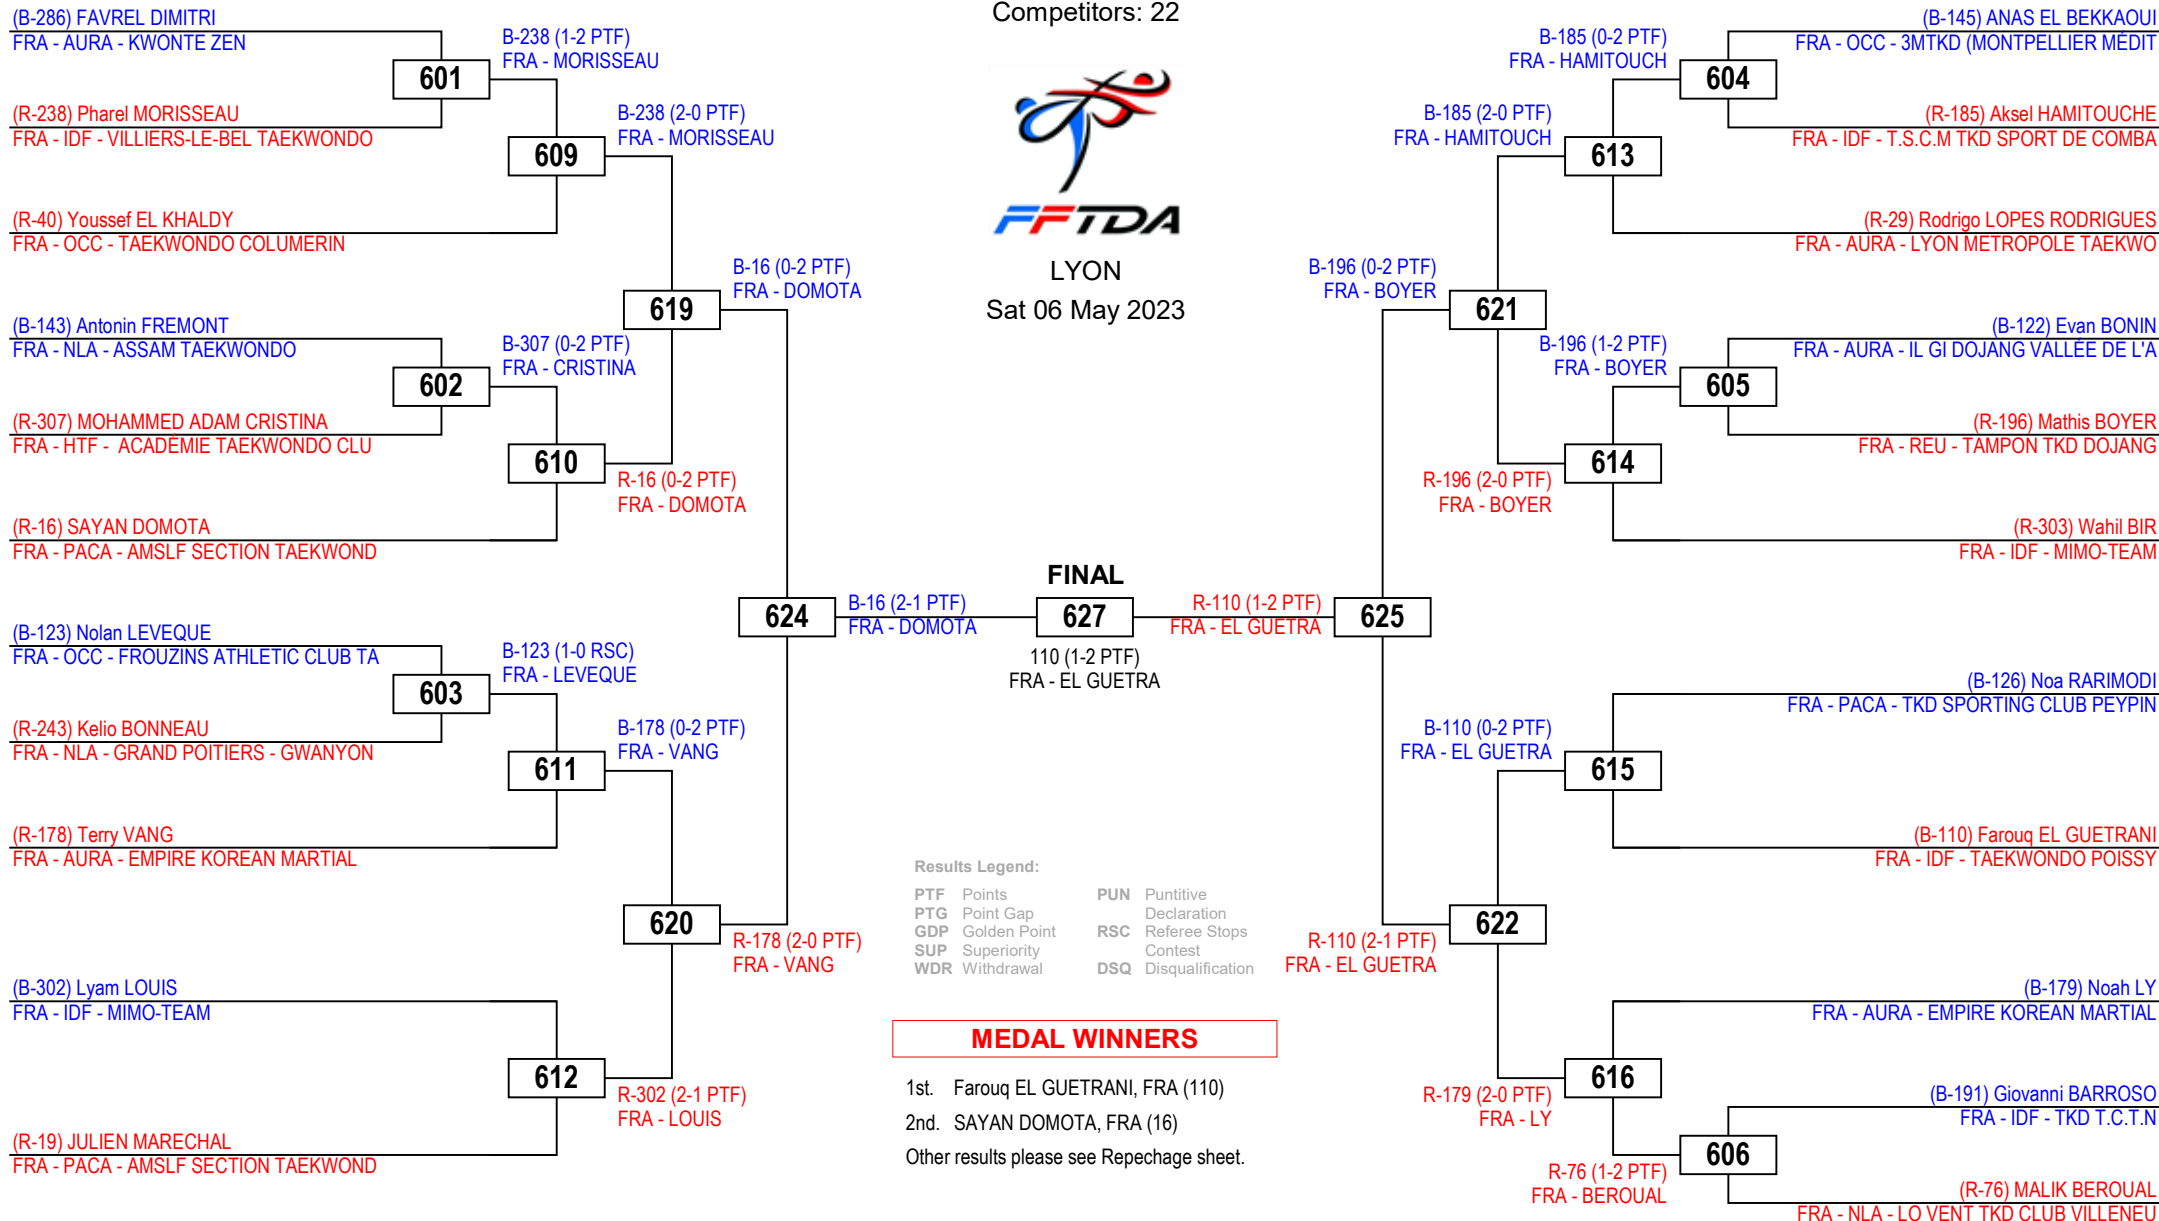 Competitors: 22
FFTDA
LYON
Sat 06 May 2023
(B-286) FAVREL DIMITRI
FRA - AURA - KWONTE ZEN
601
(R-238) Pharel MORISSEAU
FRA - IDF - VILLIERS-LE-BEL TAEKWONDO
B-238 (1-2 PTF)
FRA - MORISSEAU
609
(R-40) Youssef EL KHALDY
FRA - OCC - TAEKWONDO COLUMERIN
B-238 (2-0 PTF)
FRA - MORISSEAU
619
(B-143) Antonin FREMONT
FRA - NLA - ASSAM TAEKWONDO
602
(R-307) MOHAMMED ADAM CRISTINA
FRA - HTF -  ACADÉMIE TAEKWONDO CLU
B-307 (0-2 PTF)
FRA - CRISTINA
610
(R-16) SAYAN DOMOTA
FRA - PACA - AMSLF SECTION TAEKWOND
R-16 (0-2 PTF)
FRA - DOMOTA
B-16 (0-2 PTF)
FRA - DOMOTA
624
(B-123) Nolan LEVEQUE
FRA - OCC - FROUZINS ATHLETIC CLUB TA
603
(R-243) Kelio BONNEAU
FRA - NLA - GRAND POITIERS - GWANYON
B-123 (1-0 RSC)
FRA - LEVEQUE
611
(R-178) Terry VANG
FRA - AURA - EMPIRE KOREAN MARTIAL
B-178 (0-2 PTF)
FRA - VANG
620
(B-302) Lyam LOUIS
FRA - IDF - MIMO-TEAM
612
(R-19) JULIEN MARECHAL
FRA - PACA - AMSLF SECTION TAEKWOND
R-302 (2-1 PTF)
FRA - LOUIS
R-178 (2-0 PTF)
FRA - VANG
B-16 (2-1 PTF)
FRA - DOMOTA
FINAL
627
110 (1-2 PTF)
FRA - EL GUETRA
R-110 (1-2 PTF)
FRA - EL GUETRA
625
(B-145) ANAS EL BEKKAOUI
FRA - OCC - 3MTKD (MONTPELLIER MÉDIT
604
(R-185) Aksel HAMITOUCHE
FRA - IDF - T.S.C.M TKD SPORT DE COMBA
B-185 (0-2 PTF)
FRA - HAMITOUCH
613
(R-29) Rodrigo LOPES RODRIGUES
FRA - AURA - LYON METROPOLE TAEKWO
B-185 (2-0 PTF)
FRA - HAMITOUCH
621
(B-122) Evan BONIN
FRA - AURA - IL GI DOJANG VALLÉE DE L'A
605
(R-196) Mathis BOYER
FRA - REU - TAMPON TKD DOJANG
B-196 (1-2 PTF)
FRA - BOYER
614
(R-303) Wahil BIR
FRA - IDF - MIMO-TEAM
R-196 (2-0 PTF)
FRA - BOYER
B-196 (0-2 PTF)
FRA - BOYER
(B-126) Noa RARIMODI
FRA - PACA - TKD SPORTING CLUB PEYPIN
615
(B-110) Farouq EL GUETRANI
FRA - IDF - TAEKWONDO POISSY
B-110 (0-2 PTF)
FRA - EL GUETRA
622
R-110 (2-1 PTF)
FRA - EL GUETRA
(B-179) Noah LY
FRA - AURA - EMPIRE KOREAN MARTIAL
616
R-179 (2-0 PTF)
FRA - LY
(B-191) Giovanni BARROSO
FRA - IDF - TKD T.C.T.N
606
(R-76) MALIK BEROUAL
FRA - NLA - LO VENT TKD CLUB VILLENEU
R-76 (1-2 PTF)
FRA - BEROUAL
Results Legend:
PTF Points
PTG Point Gap
GDP Golden Point
SUP Superiority
WDR Withdrawal
PUN Puntitive
Declaration
RSC Referee Stops
Contest
DSQ Disqualification
MEDAL WINNERS
1st. Farouq EL GUETRANI, FRA (110)
2nd. SAYAN DOMOTA, FRA (16)
Other results please see Repechage sheet.